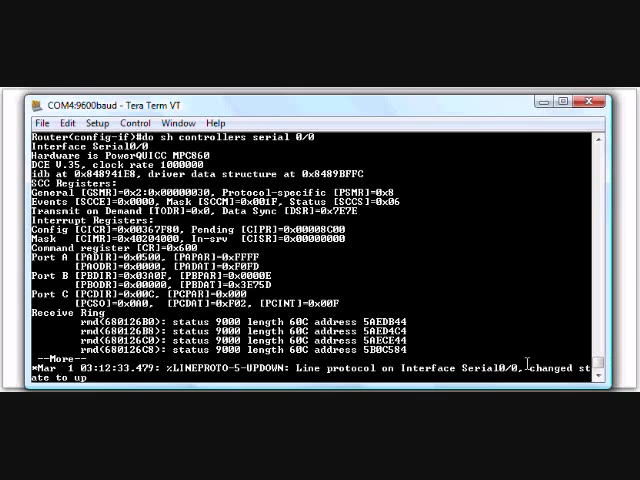 COM4:9600baud - Tera Term VT
File Edit Setup Control Window Help
Router(config-if)#do sh controllers serial 0/0
Interface Serial0/0
Hardware is PowerQUICC MPC860
DCE V.35, clock rate 1000000
idb at 0x848941E8, driver data structure at 0x8489BFFC
SCC Registers:
General [GSMR]=0x2:0x00000030, Protocol-specific [PSMR]=0x8
Events [SCCE]=0x0000, Mask [SCCM]=0x001F, Status [SCCS]=0x06
Transmit on Demand [TODR]=0x0, Data Sync [DSR]=0x7E7E
Interrupt Registers:
Config [CICR]=0x00367F80, Pending [CIPR]=0x00008C00
Mask   [CIMR]=0x40204000, In-srv  [CISR]=0x00000000
Command register [CR]=0x600
Port A [PADIR]=0x0500, [PAPAR]=0xFFFF
       [PAODR]=0x0000, [PADAT]=0xF0FD
Port B [PBDIR]=0x03A0F, [PBPAR]=0x0000E
       [PBODR]=0x00000, [PBDAT]=0x3E75D
Port C [PCDIR]=0x00C, [PCPAR]=0x000
       [PCSO]=0x0A0,  [PCDAT]=0xF02, [PCINT]=0x00F
Receive Ring
        rmd(680126B0): status 9000 length 60C address 5AEDB44
        rmd(680126B8): status 9000 length 60C address 5AED4C4
        rmd(680126C0): status 9000 length 60C address 5AECE44
        rmd(680126C8): status 9000 length 60C address 5B0C584
 --More--
*Mar  1 03:12:33.479: %LINEPROTO-5-UPDOWN: Line protocol on Interface Serial0/0, changed st
ate to up